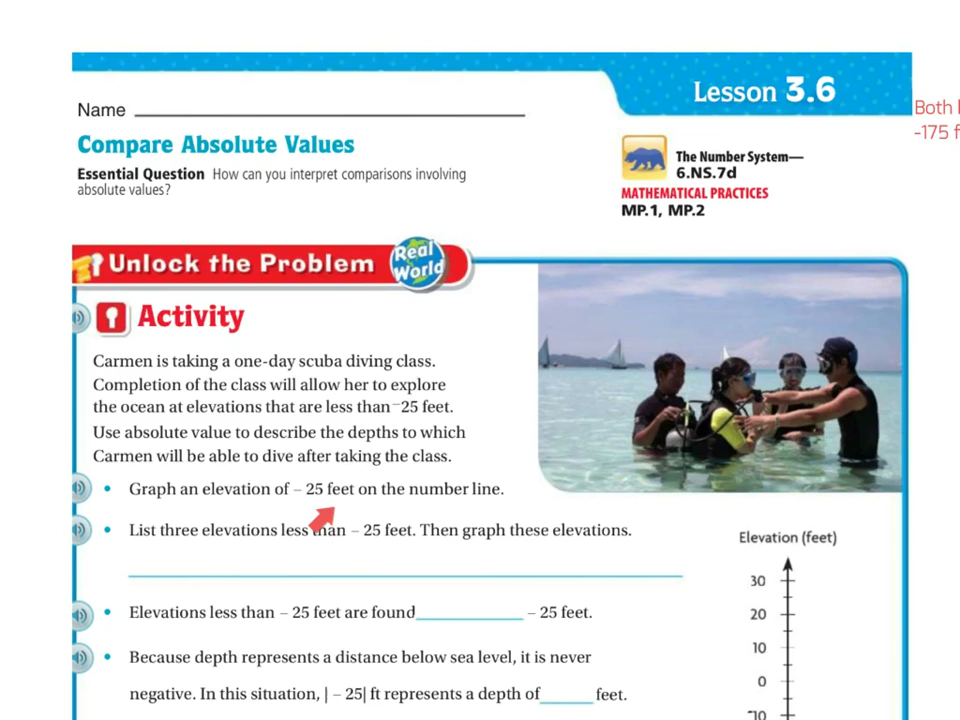 Lesson 3.6
Both
-175 f
Name
Compare Absolute Values
Essential Question How can you interpret comparisons involving
absolute values?
The Number System—
6.NS.7d
MATHEMATICAL PRACTICES
MP.1, MP.2
Unlock the Problem
Real
World
Activity
Carmen is taking a one-day scuba diving class.
Completion of the class will allow her to explore
the ocean at elevations that are less than ⁻25 feet.
Use absolute value to describe the depths to which
Carmen will be able to dive after taking the class.
• Graph an elevation of – 25 feet on the number line.
• List three elevations less than – 25 feet. Then graph these elevations.
• Elevations less than – 25 feet are found ____________ – 25 feet.
• Because depth represents a distance below sea level, it is never
negative. In this situation, | – 25| ft represents a depth of ______ feet.
Elevation (feet)
30
20
10
0
⁻10